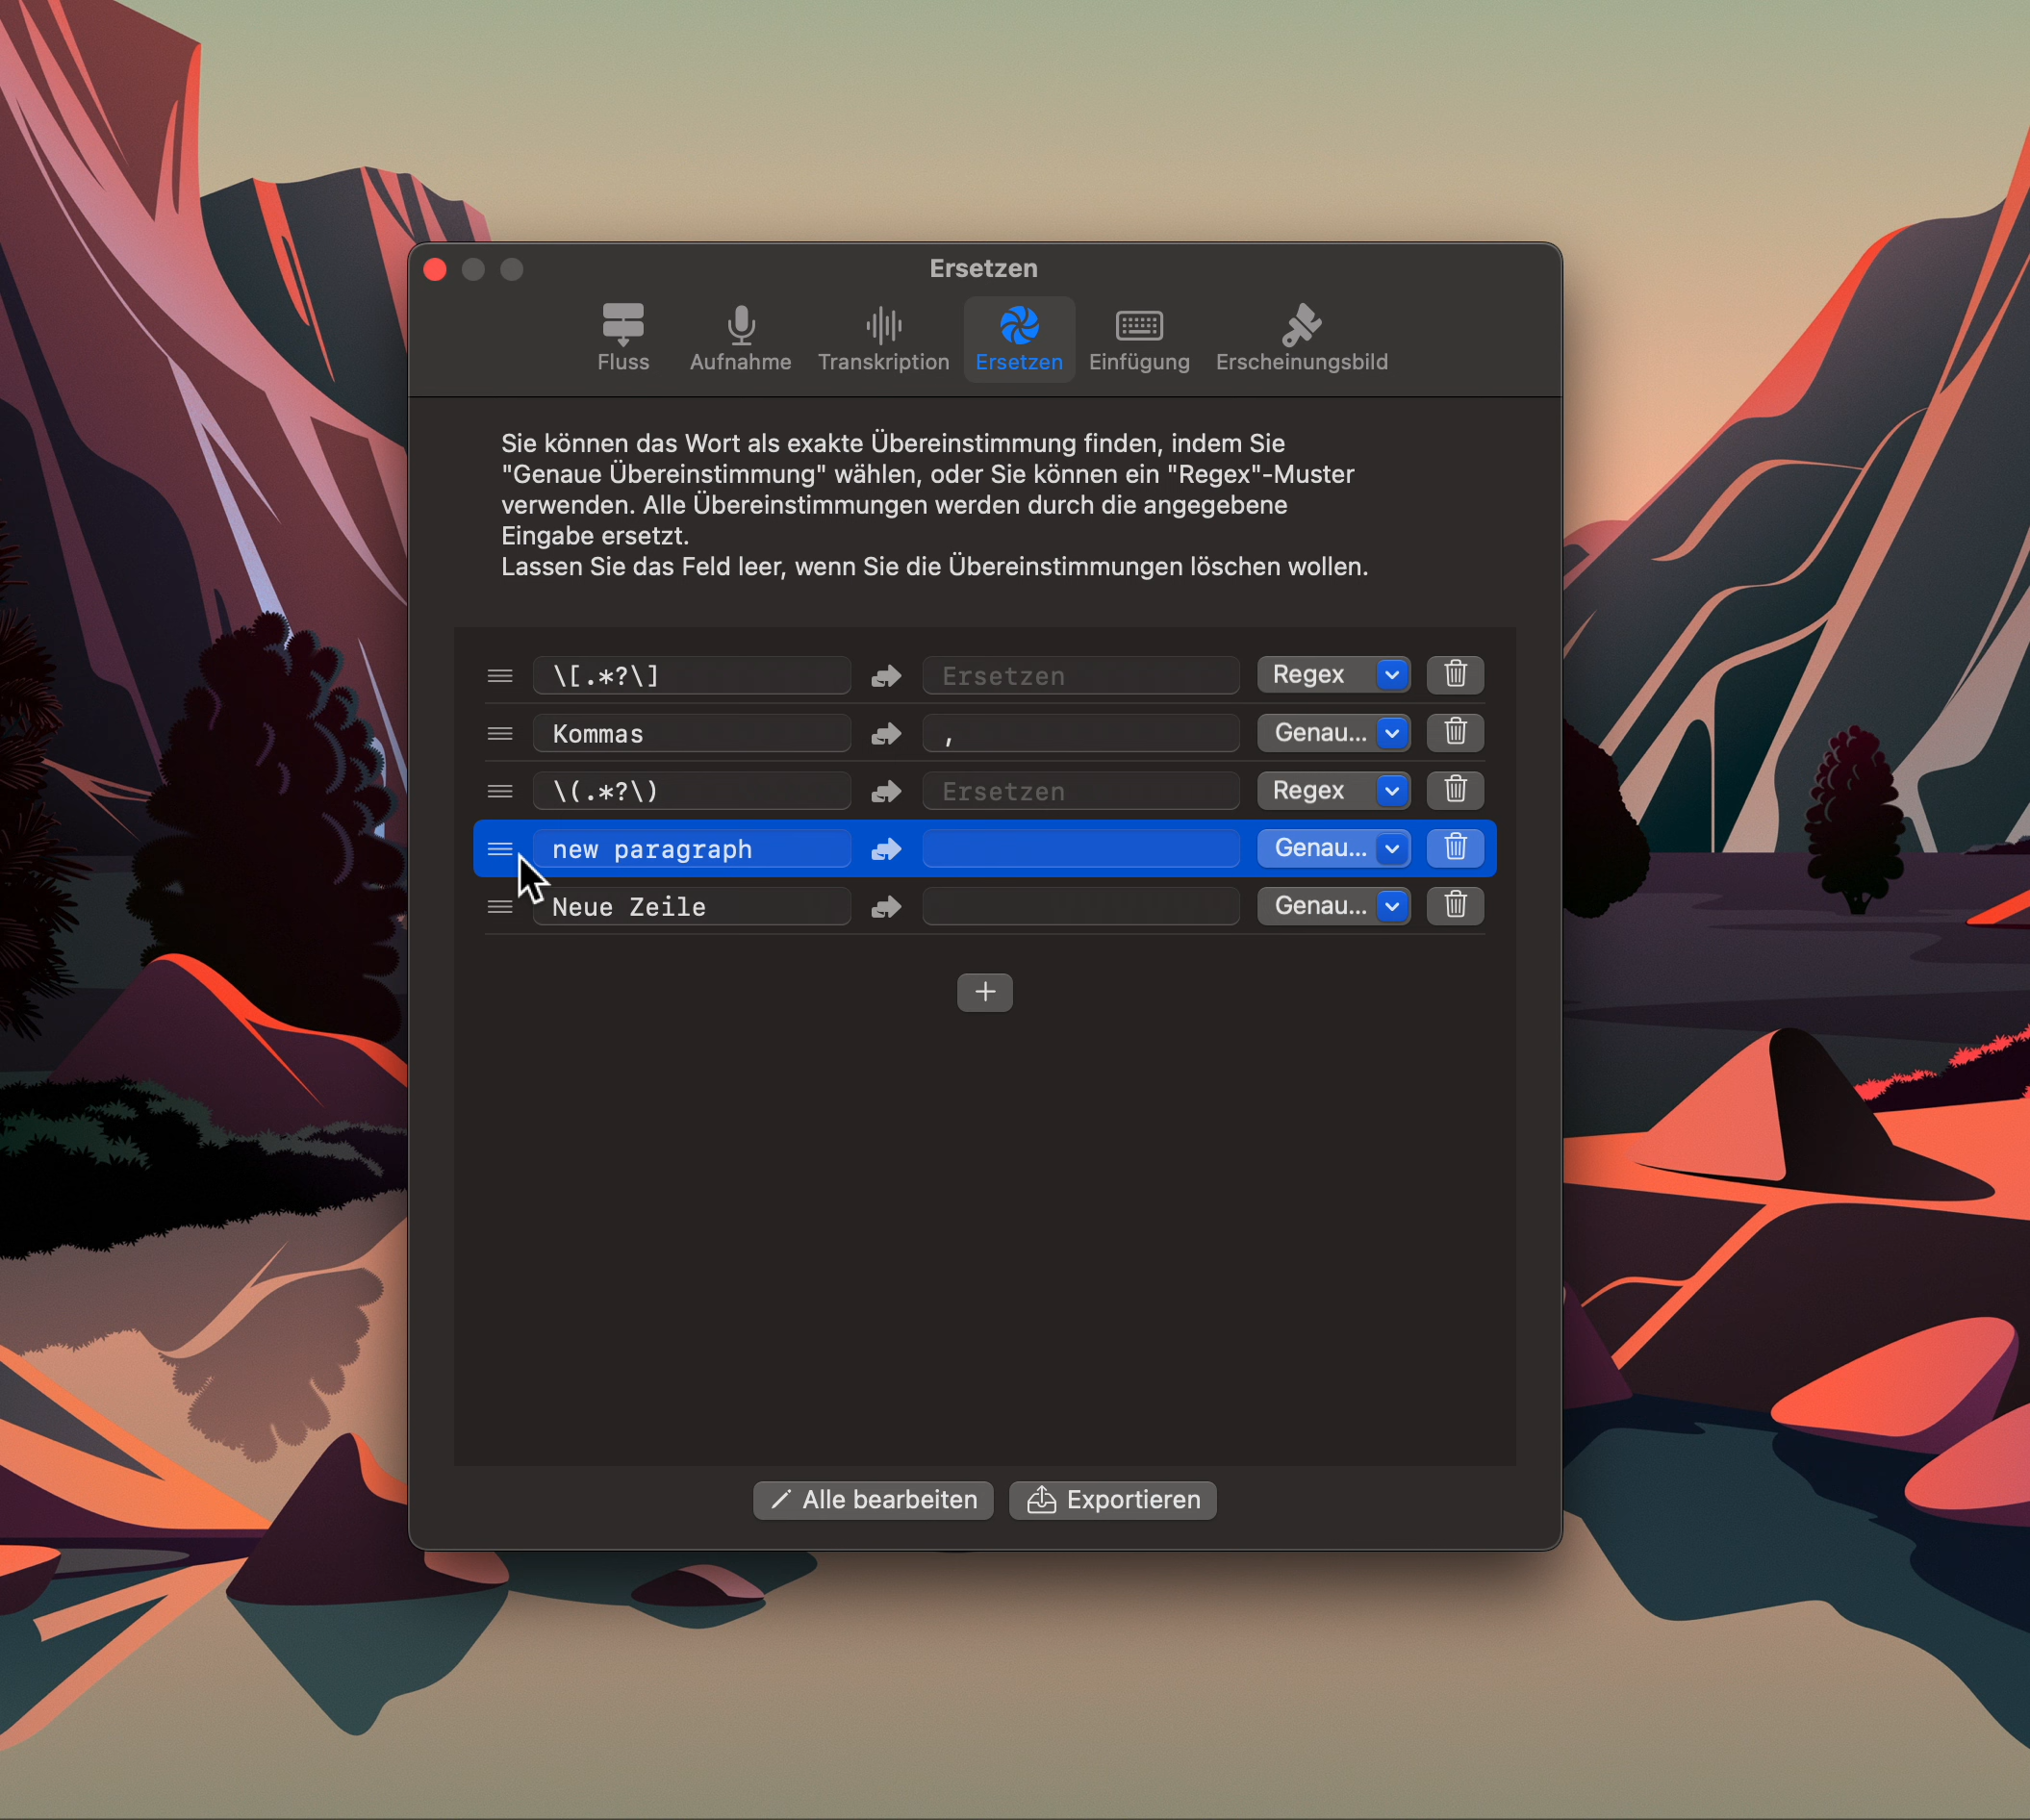 Ersetzen
Fluss Aufnahme Transkription Ersetzen Einfügung Erscheinungsbild
Sie können das Wort als exakte Übereinstimmung finden, indem Sie
"Genaue Übereinstimmung" wählen, oder Sie können ein "Regex"-Muster
verwenden. Alle Übereinstimmungen werden durch die angegebene
Eingabe ersetzt.
Lassen Sie das Feld leer, wenn Sie die Übereinstimmungen löschen wollen.
\[.*?\] Ersetzen Regex
Kommas , Genau...
\(.*?\) Ersetzen Regex
new paragraph Genau...
Neue Zeile Genau...
+
Alle bearbeiten Exportieren